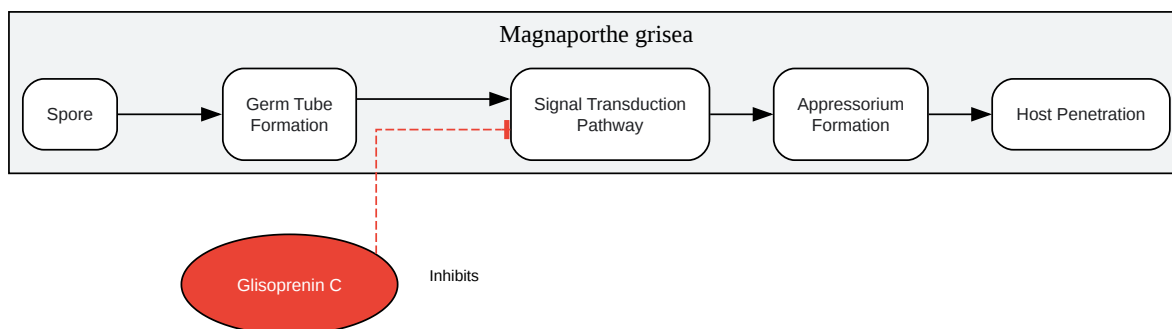 Magnaporthe grisea
Spore
Germ Tube
Formation
Signal Transduction
Pathway
Appressorium
Formation
Host Penetration
Glisoprenin C
Inhibits